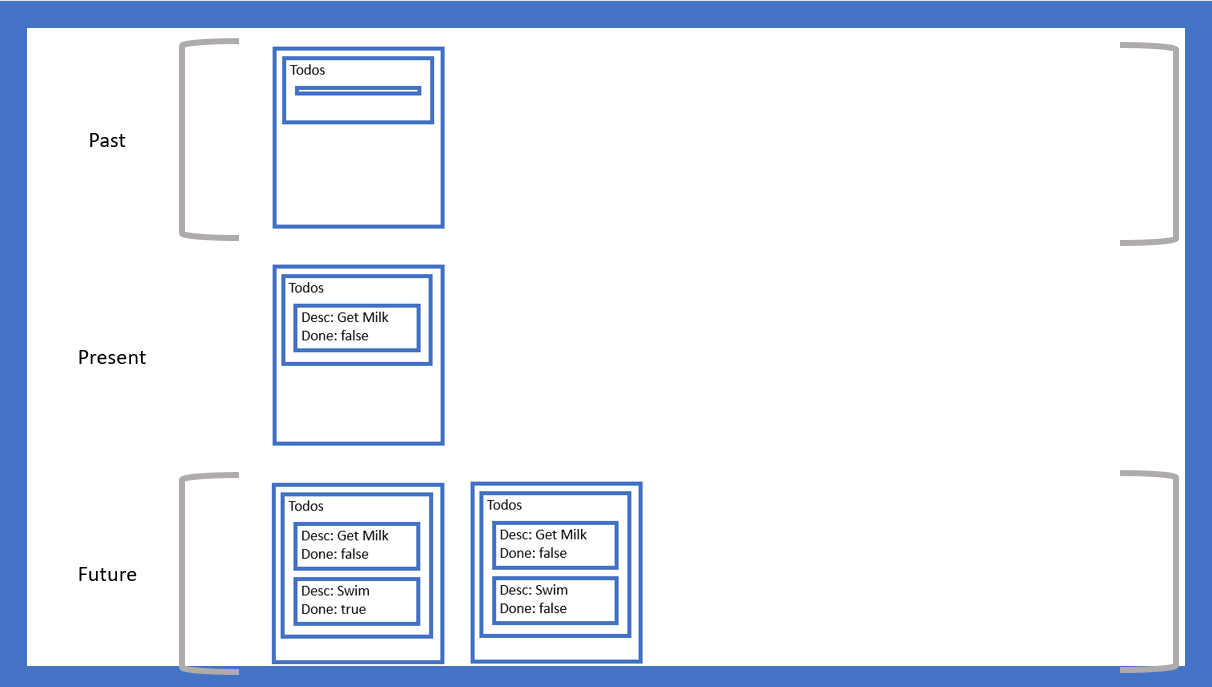 Past
Todos
Present
Todos
Desc: Get Milk
Done: false
Future
Todos
Desc: Get Milk
Done: false
Desc: Swim
Done: true
Todos
Desc: Get Milk
Done: false
Desc: Swim
Done: false